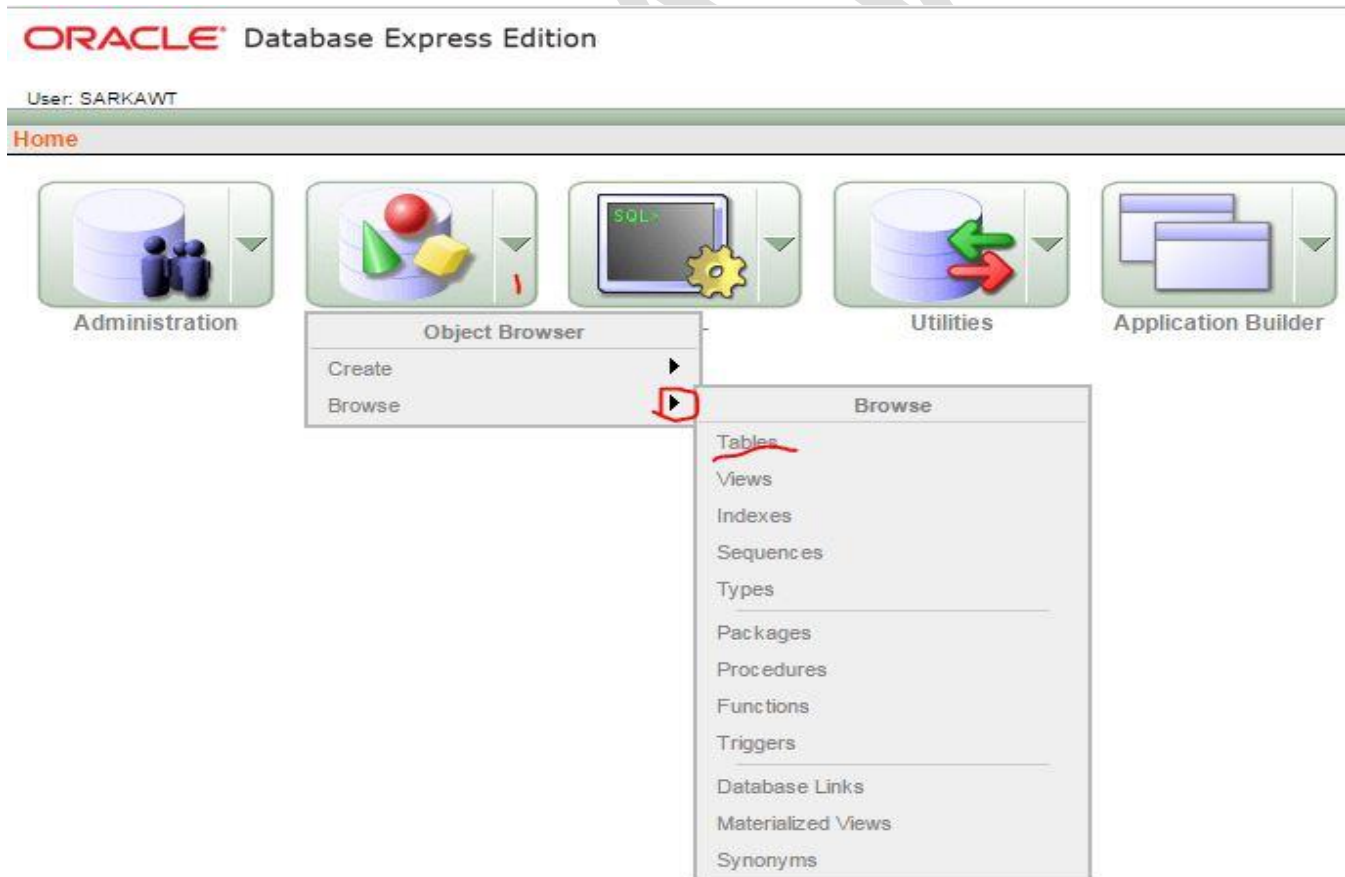 ORACLE Database Express Edition
User: SARKAWT
Home
SQL>
Administration
Utilities
Application Builder
Object Browser
Create
Browse
Browse
Tables
Views
Indexes
Sequences
Types
Packages
Procedures
Functions
Triggers
Database Links
Materialized Views
Synonyms